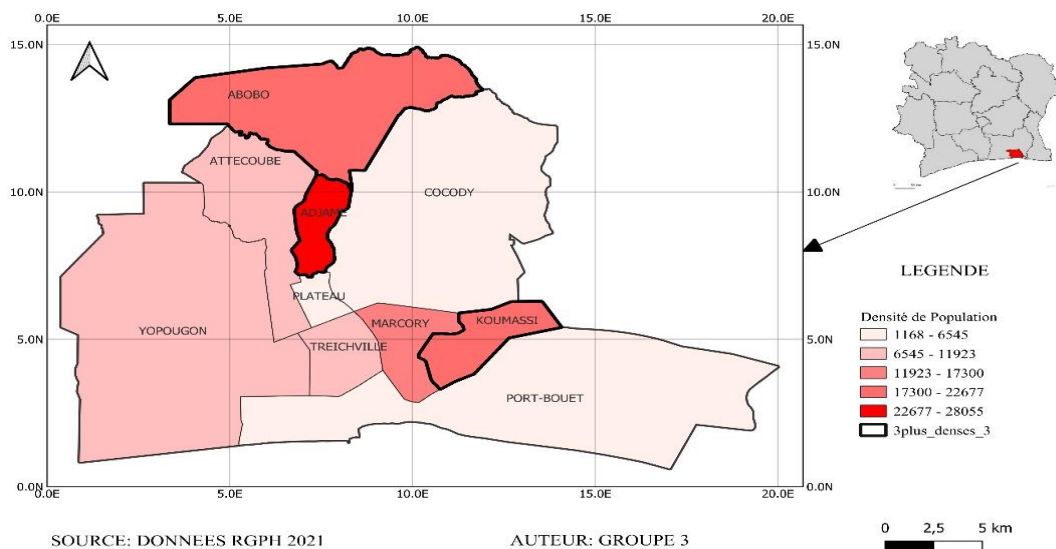 0.0E 5.0E 10.0E 15.0E 20.0E
15.0N 15.0N
ABOBO
ATTECOUBE
10.0N 10.0N
COCODY
ADJAME
PLATEAU
YOPOUGON
MARCORY
KOUMASSI
TREICHVILLE
5.0N 5.0N
PORT-BOUET
0.0N 0.0N
0.0E 5.0E 10.0E 15.0E 20.0E
LEGENDE
Densité de Population
1168 - 6545
6545 - 11923
11923 - 17300
17300 - 22677
22677 - 28055
3plus_denses_3
SOURCE: DONNEES RGPH 2021
AUTEUR: GROUPE 3
0 2,5 5 km